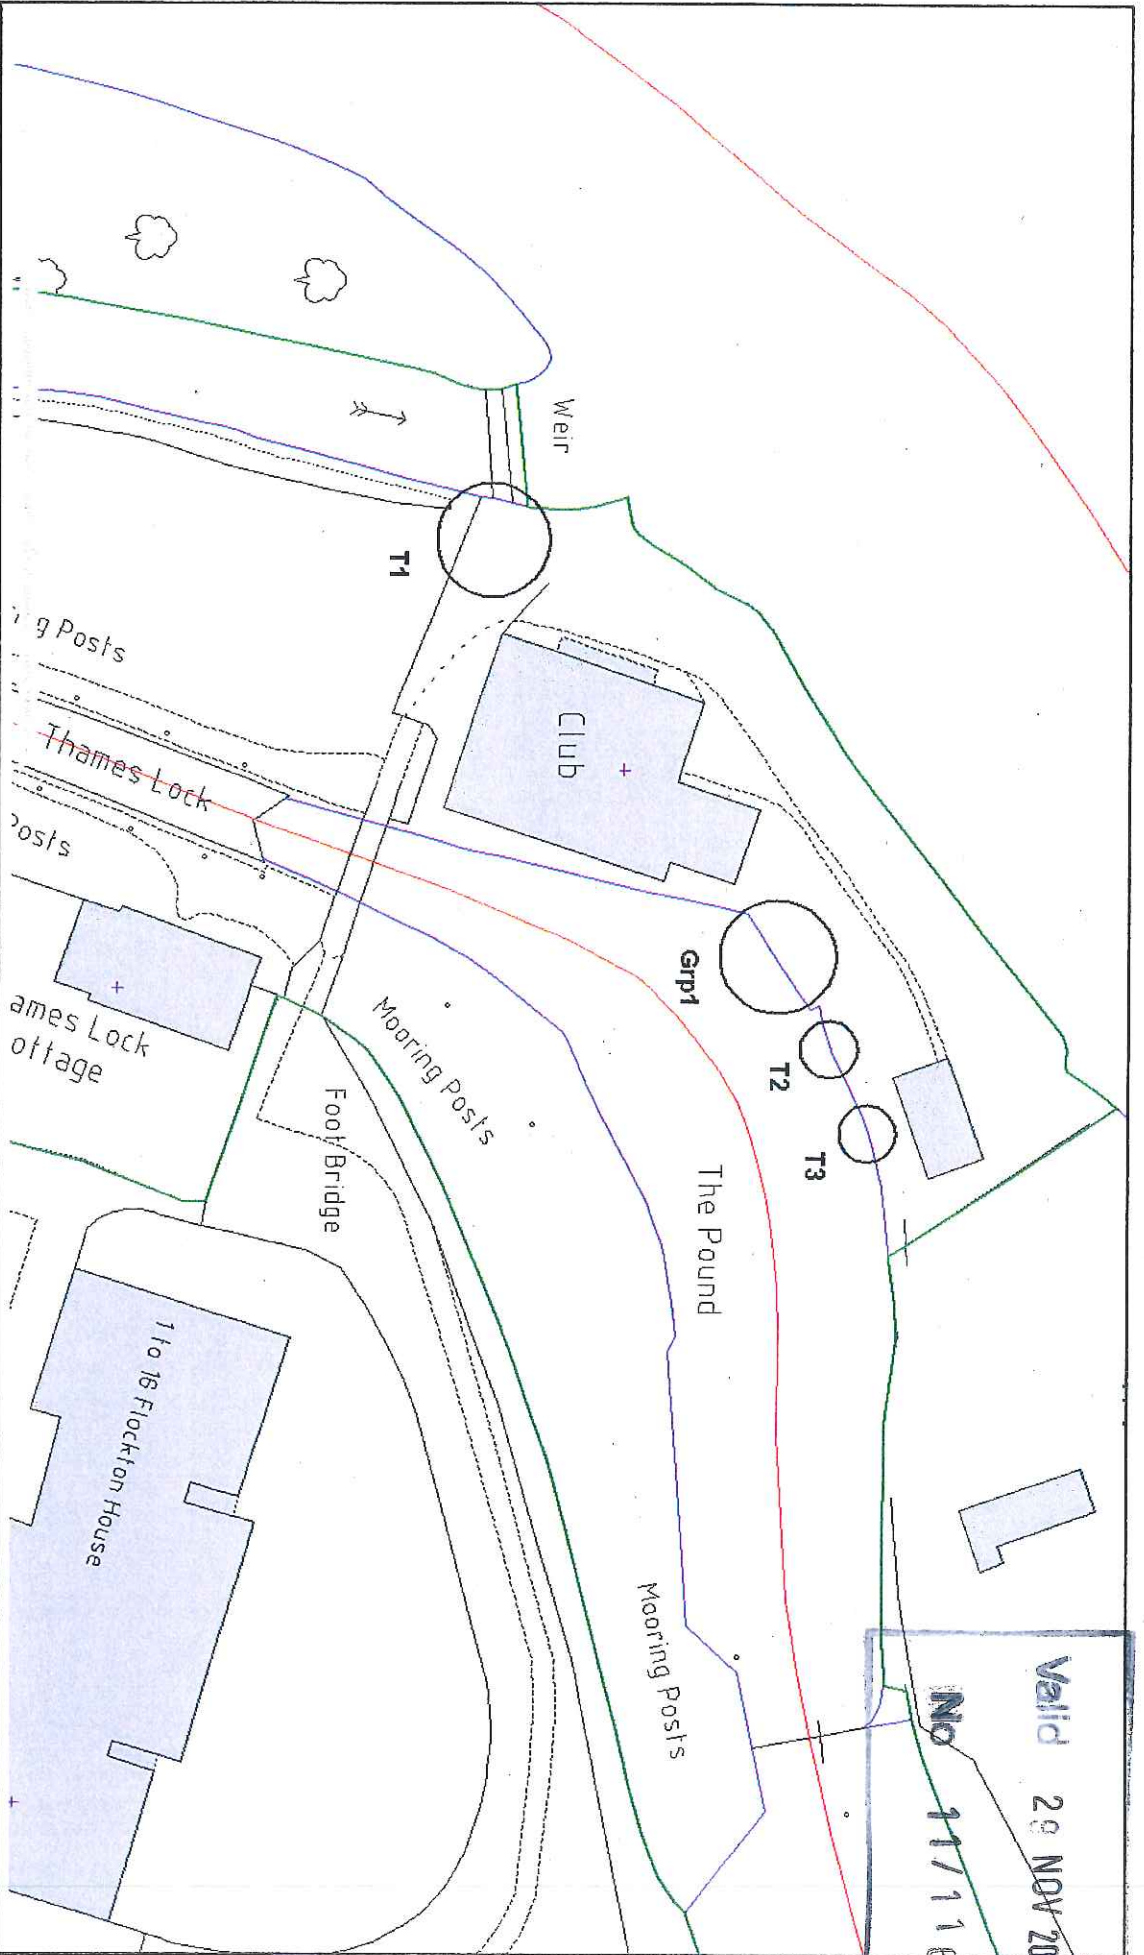 Weir
T1
Club
g Posts
Thames Lock
Posts
Grp1
T2
T3
ames Lock
ottage
Mooring Posts
Foot Bridge
The Pound
1 to 16 Flockton House
Mooring Posts
Valid 29 NOV 20
No 11/11